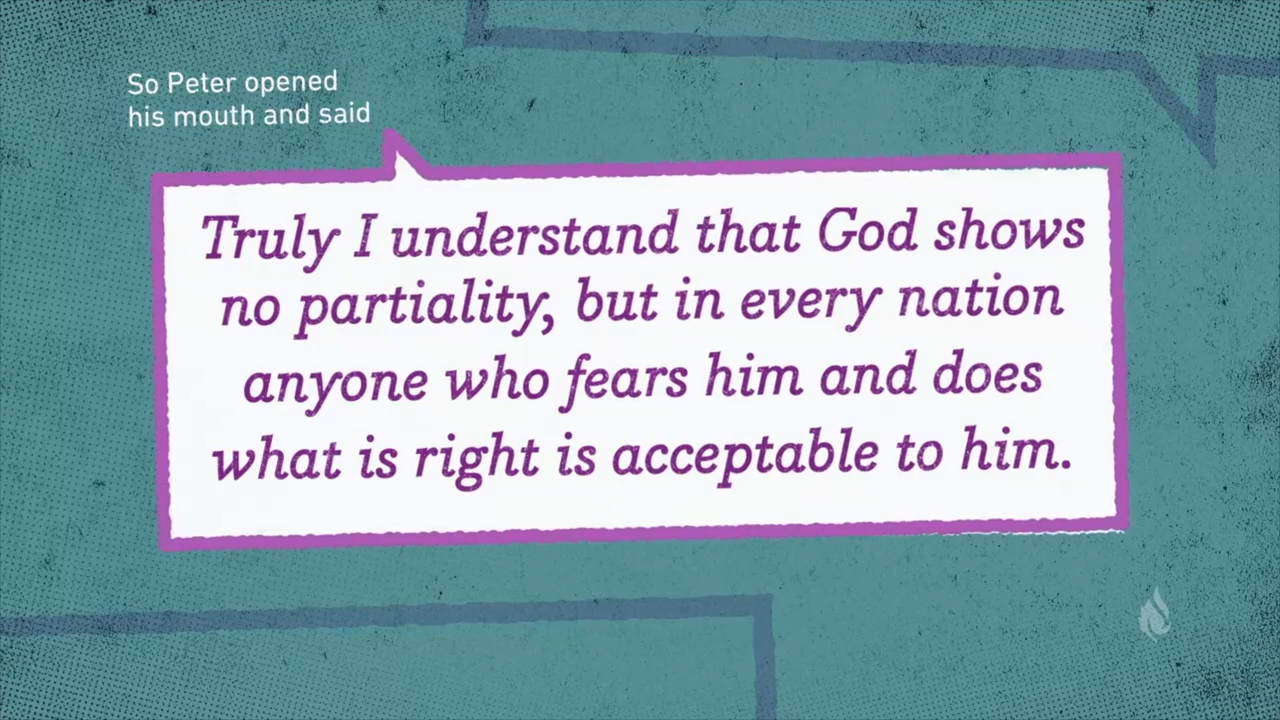 So Peter opened
his mouth and said
Truly I understand that God shows
no partiality, but in every nation
anyone who fears him and does
what is right is acceptable to him.